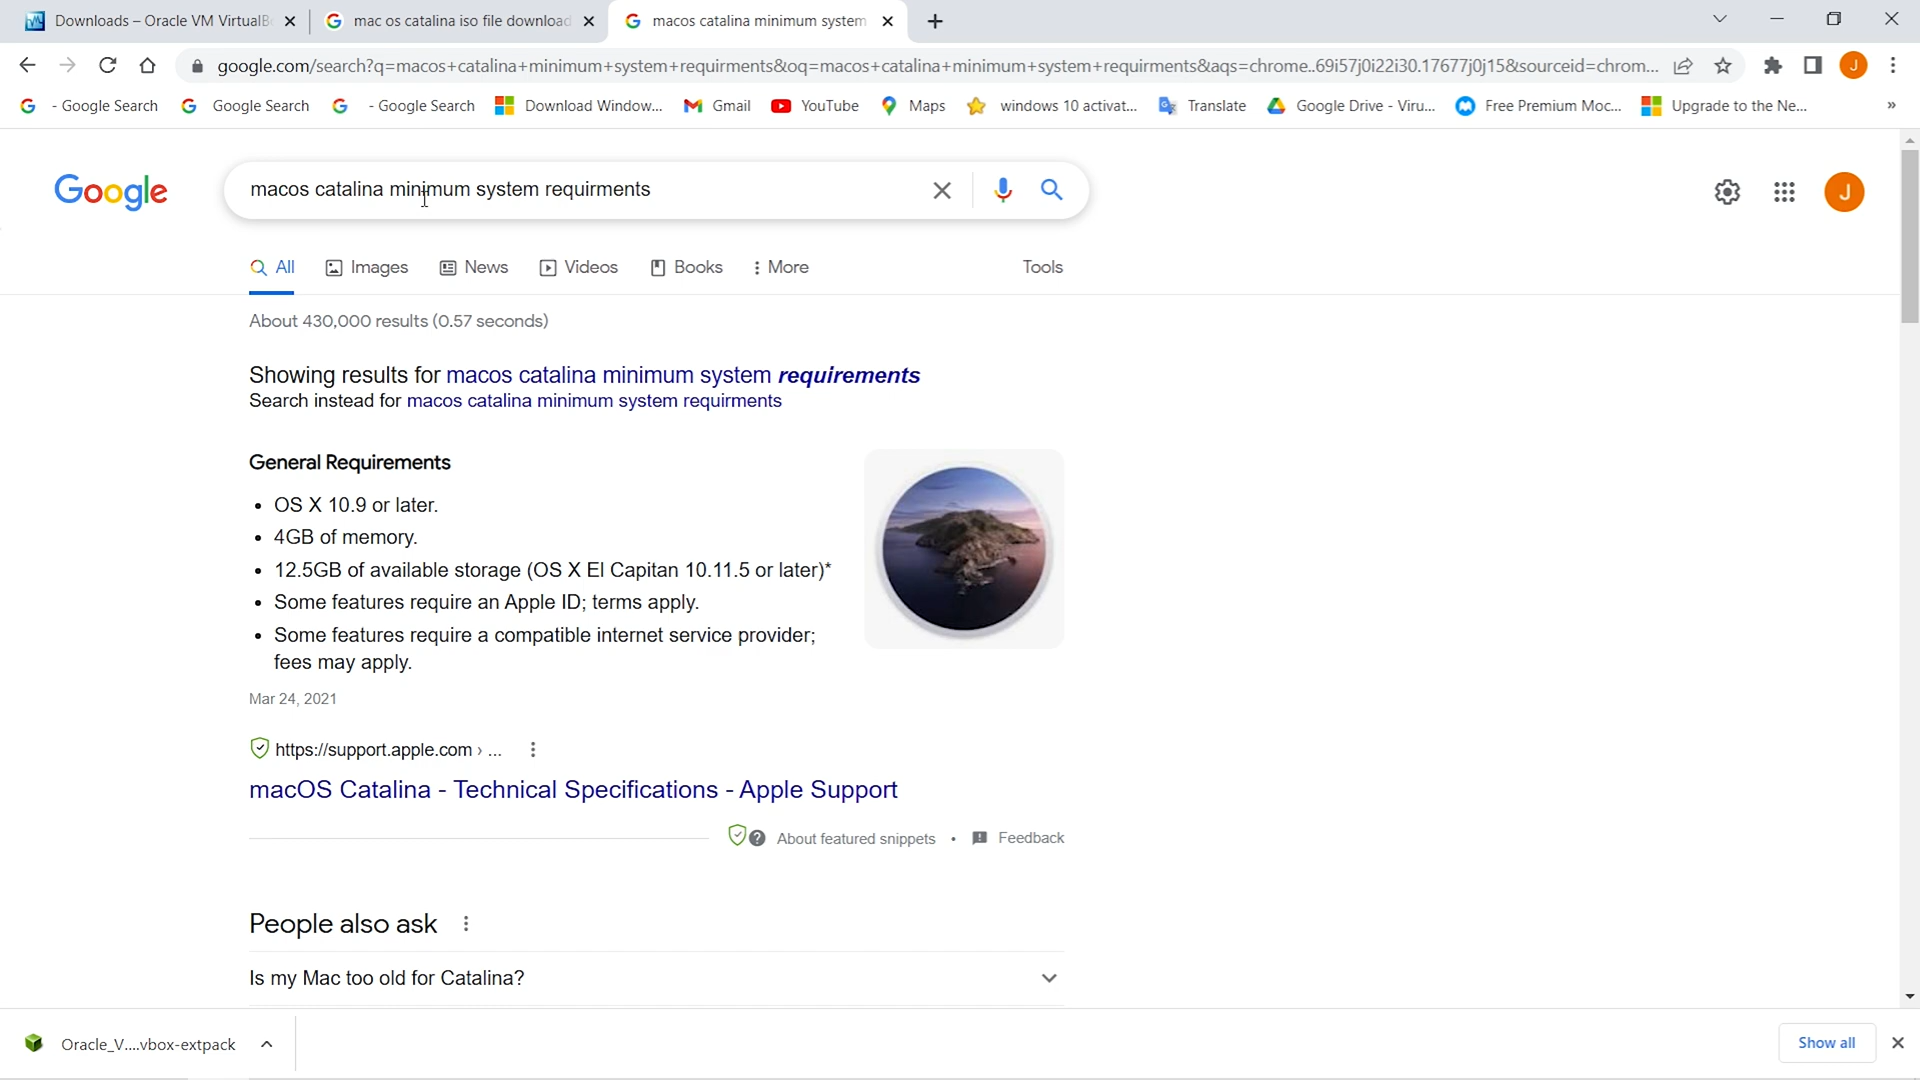 Downloads – Oracle VM VirtualB
mac os catalina iso file download
macos catalina minimum system
google.com/search?q=macos+catalina+minimum+system+requirments&oq=macos+catalina+minimum+system+requirments&aqs=chrome..69i57j0i22i30.17677j0j15&sourceid=chrom...
J
- Google Search
Google Search
- Google Search
Download Window...
Gmail
YouTube
Maps
windows 10 activat...
Translate
Google Drive - Viru...
Free Premium Moc...
Upgrade to the Ne...
»
Google
macos catalina minimum system requirments
J
All
Images
News
Videos
Books
More
Tools
About 430,000 results (0.57 seconds)
Showing results for macos catalina minimum system requirements
Search instead for macos catalina minimum system requirments
General Requirements
• OS X 10.9 or later.
• 4GB of memory.
• 12.5GB of available storage (OS X El Capitan 10.11.5 or later)*
• Some features require an Apple ID; terms apply.
• Some features require a compatible internet service provider;
fees may apply.
Mar 24, 2021
https://support.apple.com › ...
macOS Catalina - Technical Specifications - Apple Support
About featured snippets • Feedback
People also ask
Is my Mac too old for Catalina?
Oracle_V....vbox-extpack
Show all